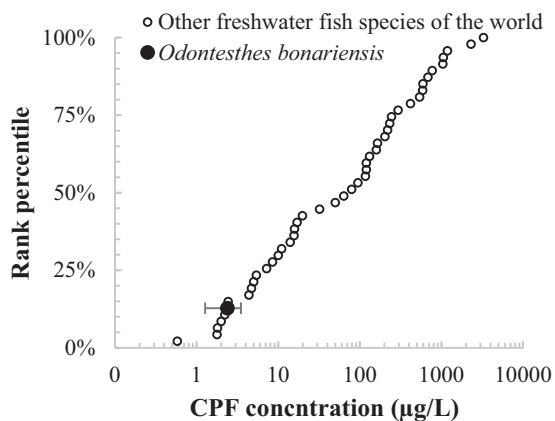 Other freshwater fish species of the world
Odontesthes bonariensis
100%
75%
50%
25%
0%
Rank percentile
0
1
10
100
1000
10000
CPF concntration (µg/L)